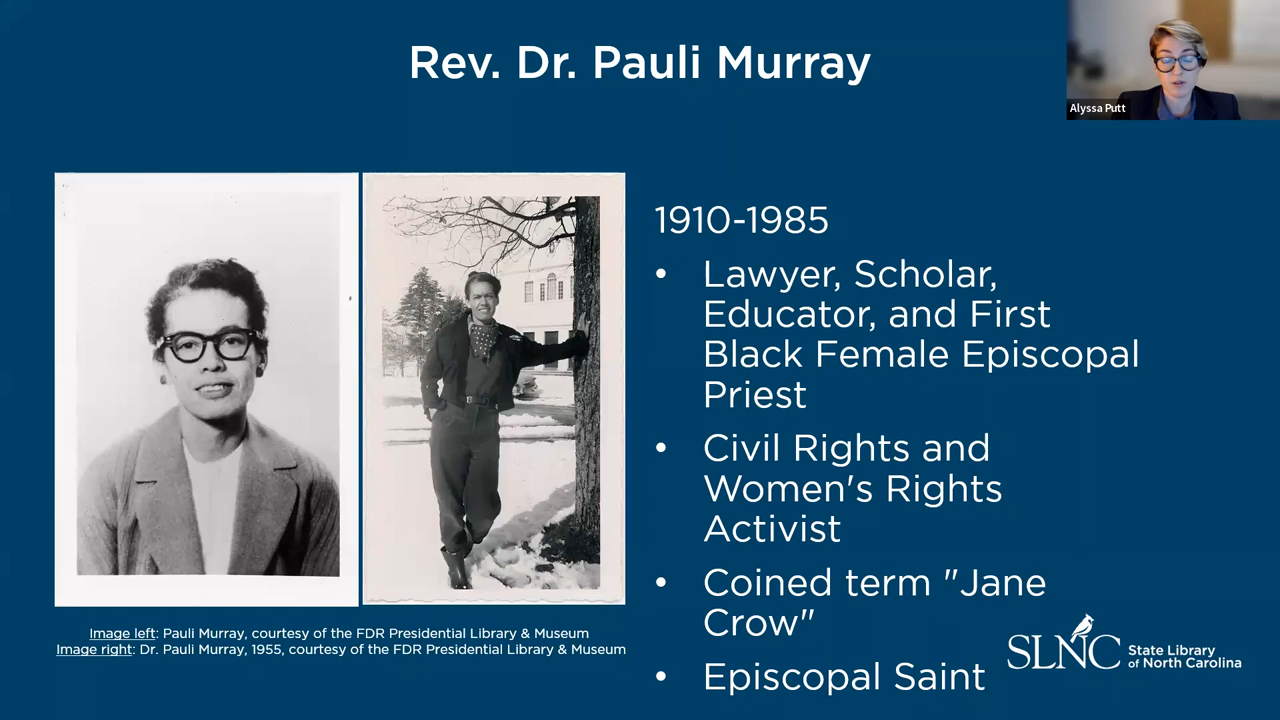 Rev. Dr. Pauli Murray
Alyssa Putt
1910-1985
• Lawyer, Scholar,
Educator, and First
Black Female Episcopal
Priest
• Civil Rights and
Women's Rights
Activist
• Coined term "Jane
Crow"
• Episcopal Saint
Image left: Pauli Murray, courtesy of the FDR Presidential Library & Museum
Image right: Dr. Pauli Murray, 1955, courtesy of the FDR Presidential Library & Museum
SLNC
State Library
of North Carolina